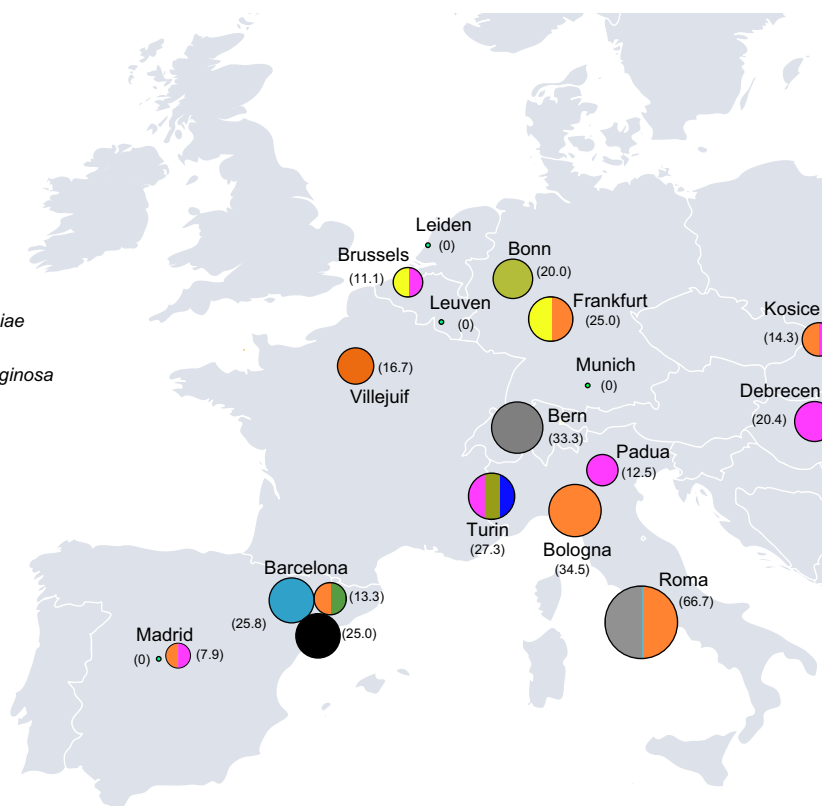 Leiden
(0)
Brussels
(11.1)
Bonn
(20.0)
Leuven
(0)
Frankfurt
(25.0)
iae
Kosice
(14.3)
ginosa
(16.7)
Villejuif
Munich
(0)
Debrecen
(20.4)
Bern
(33.3)
Padua
(12.5)
Turin
(27.3)
Bologna
(34.5)
Barcelona
(13.3)
(25.8)
(25.0)
Roma
(66.7)
Madrid
(0)
(7.9)